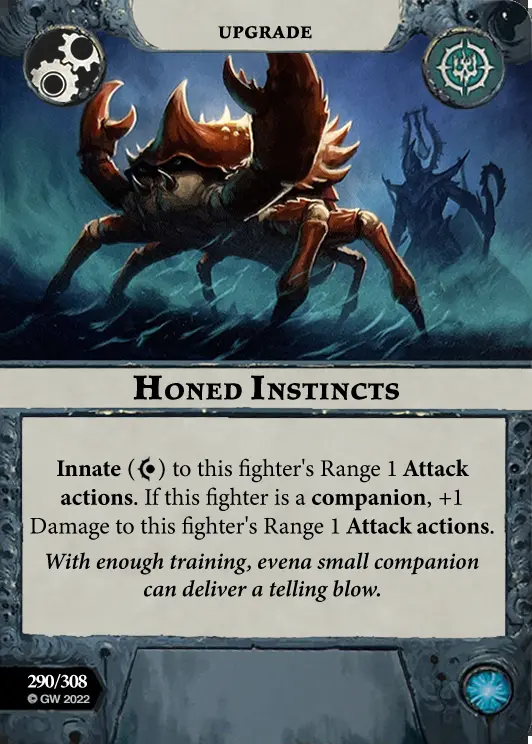 UPGRADE
HONED INSTINCTS
Innate ( ) to this fighter's Range 1 Attack
actions. If this fighter is a companion, +1
Damage to this fighter's Range 1 Attack actions.
With enough training, evena small companion
can deliver a telling blow.
290/308
© GW 2022